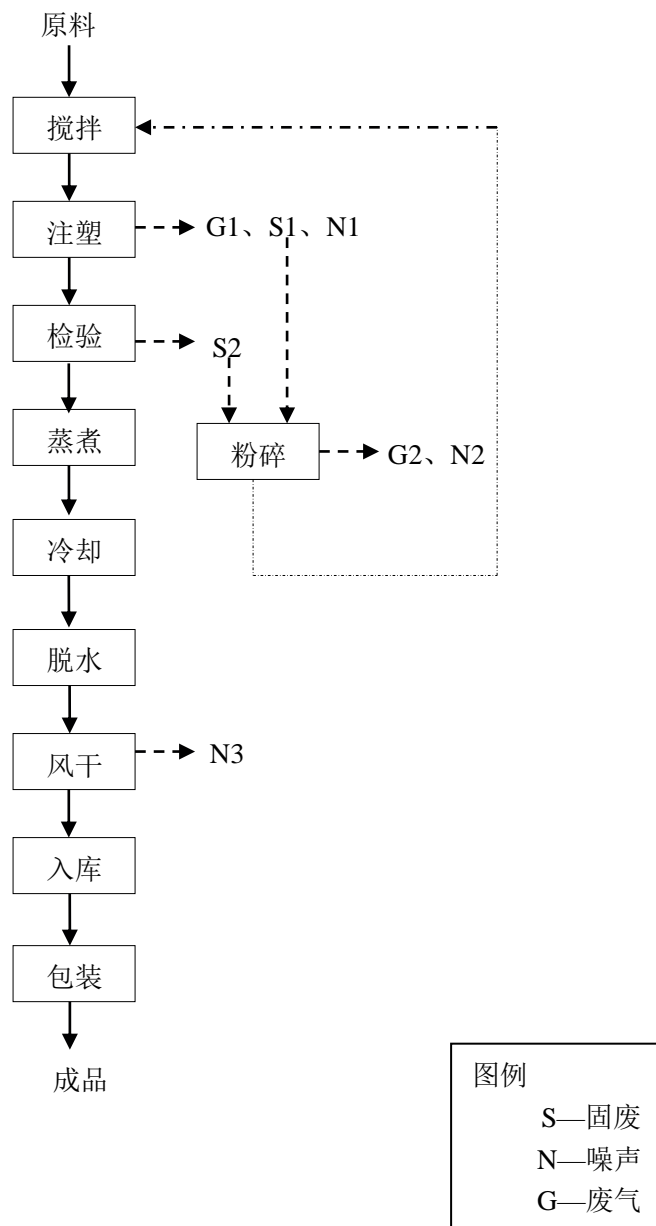 原料
搅拌
注塑
G1、S1、N1
检验
S2
蒸煮
粉碎
G2、N2
冷却
脱水
风干
N3
入库
包装
成品
图例
S—固废
N—噪声
G—废气